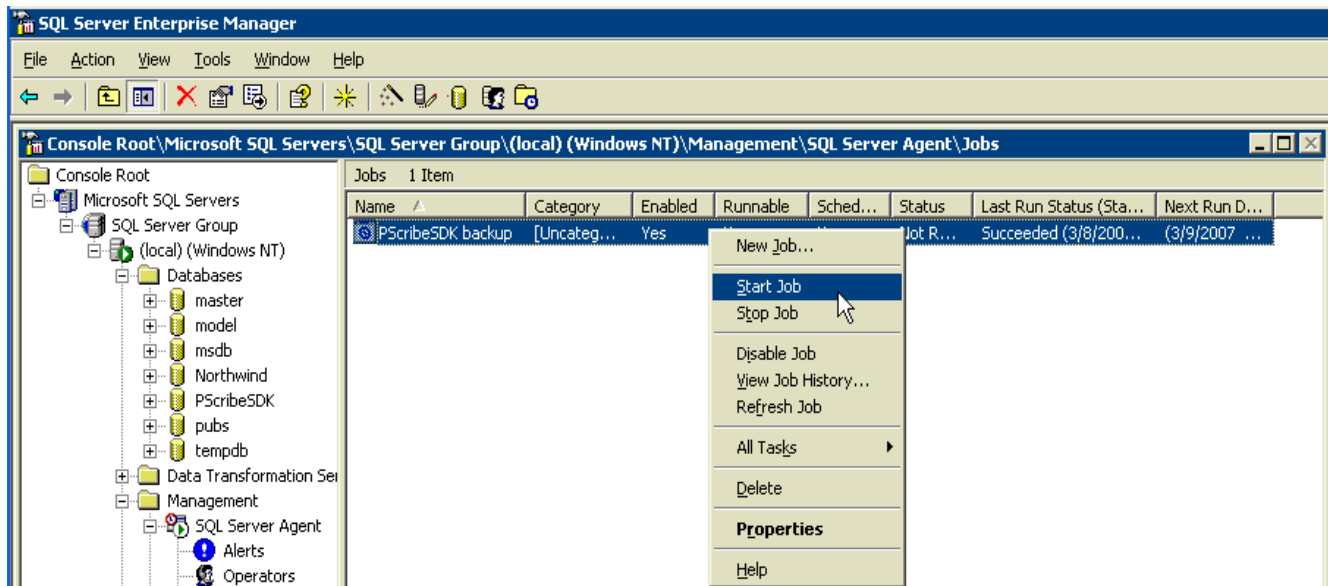 SQL Server Enterprise Manager
File Action View Tools Window Help
Console Root\Microsoft SQL Servers\SQL Server Group\(local) (Windows NT)\Management\SQL Server Agent\Jobs
Console Root
Microsoft SQL Servers
SQL Server Group
(local) (Windows NT)
Databases
master
model
msdb
Northwind
PScribeSDK
pubs
tempdb
Data Transformation Ser
Management
SQL Server Agent
Alerts
Operators
Jobs 1 Item
Name Category Enabled Runnable Sched... Status Last Run Status (Sta... Next Run D...
PScribeSDK backup [Uncateg... Yes Not R... Succeeded (3/8/200... (3/9/2007 ...
New Job...
Start Job
Stop Job
Disable Job
View Job History...
Refresh Job
All Tasks
Delete
Properties
Help